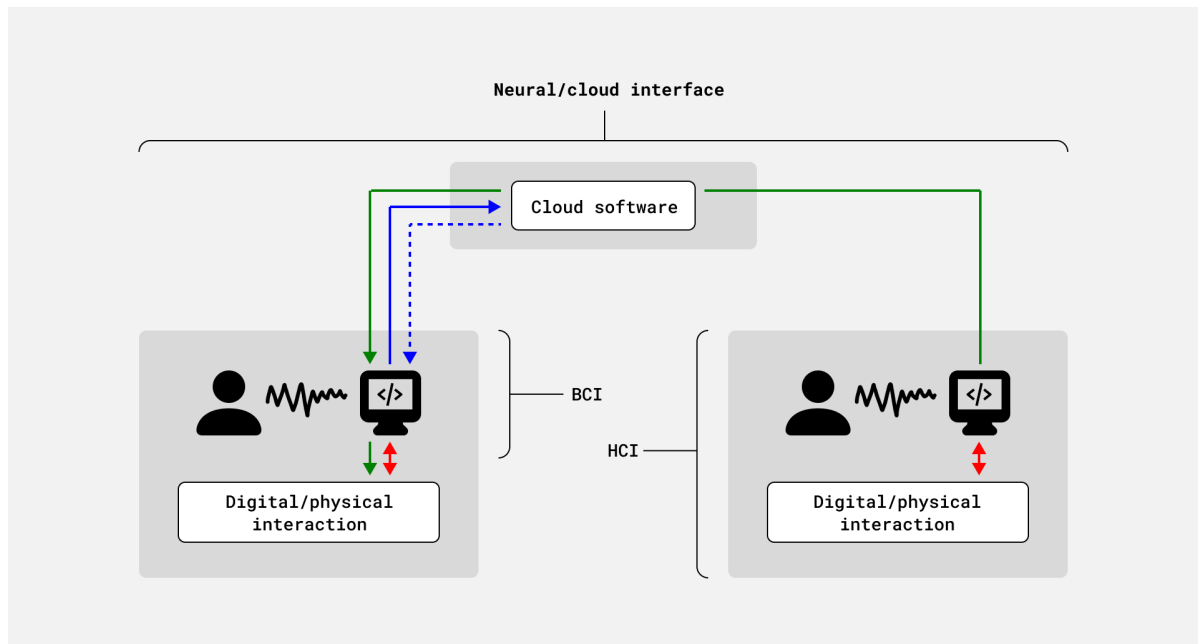 Neural/cloud interface
Cloud software
</>
BCI
Digital/physical
interaction
HCI
</>
Digital/physical
interaction